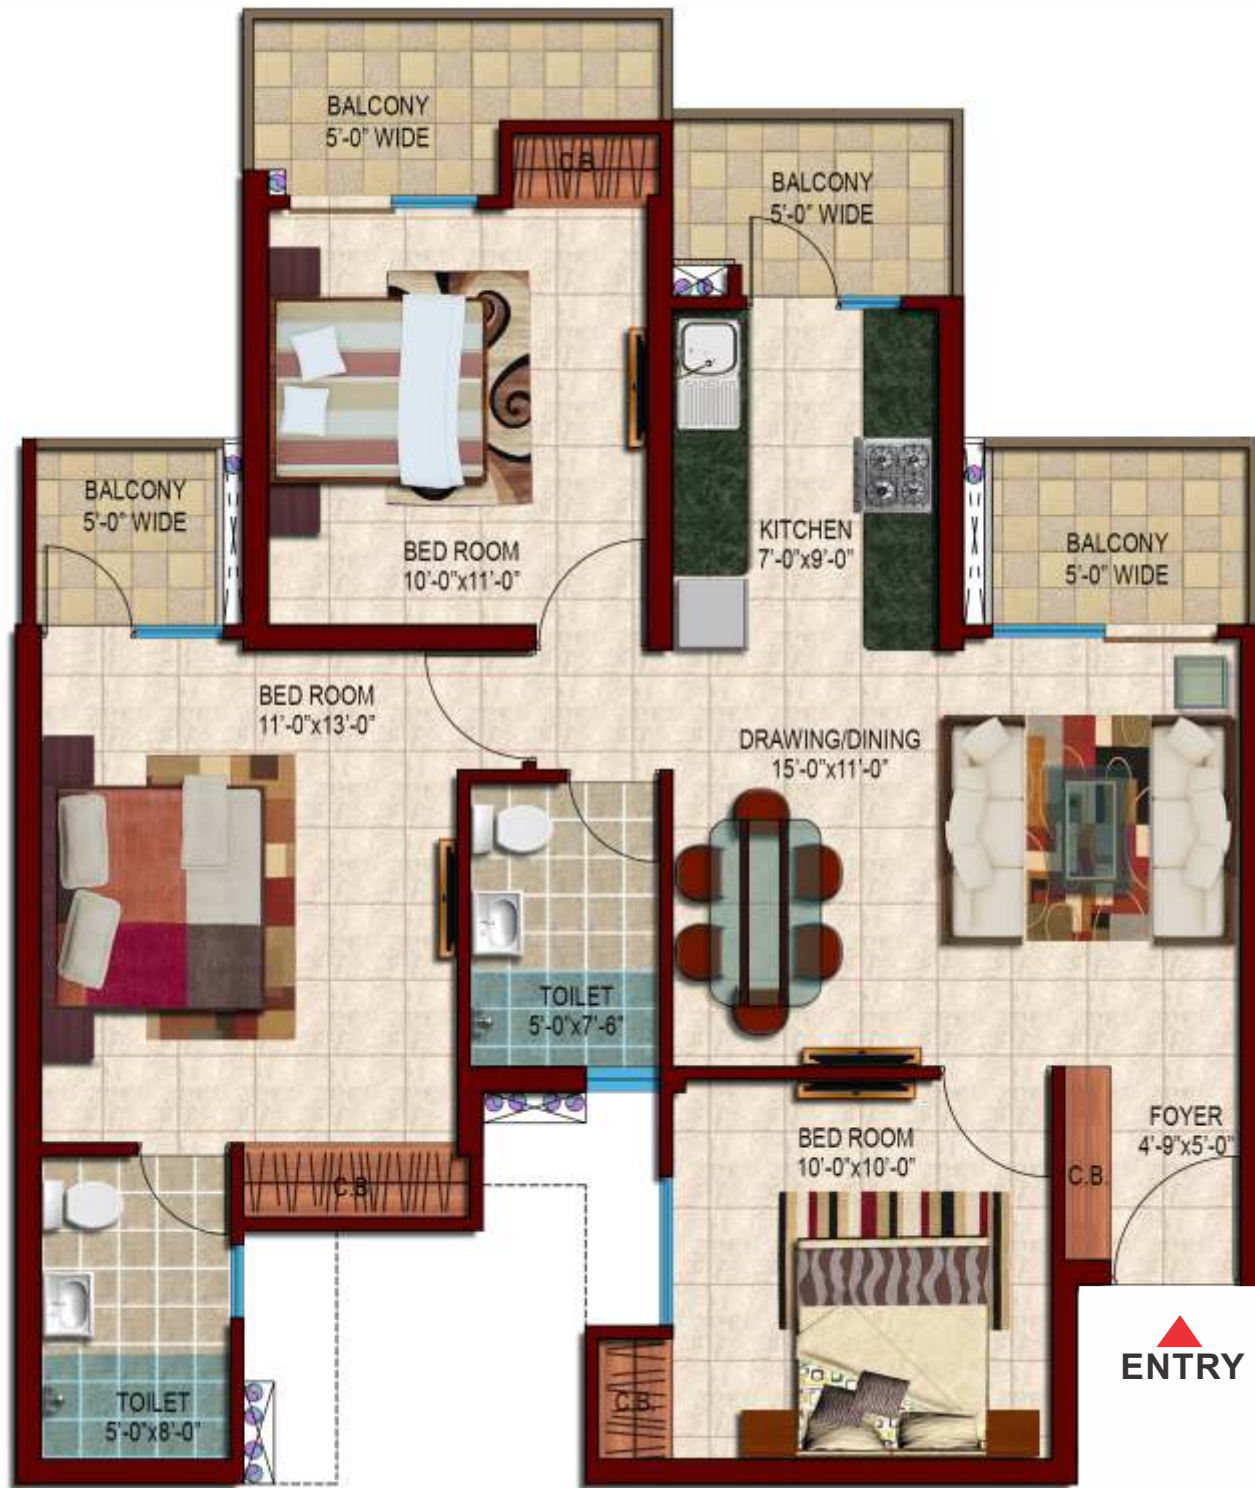 BALCONY
5'-0" WIDE
C.B.
BALCONY
5'-0" WIDE
BALCONY
5'-0" WIDE
KITCHEN
7'-0"x9'-0"
BED ROOM
10'-0"x11'-0"
BALCONY
5'-0" WIDE
BED ROOM
11'-0"x13'-0"
DRAWING/DINING
15'-0"x11'-0"
TOILET
5'-0"x7'-6"
FOYER
4'-9"x5'-0"
BED ROOM
10'-0"x10'-0"
C.B.
C.B.
ENTRY
TOILET
5'-0"x8'-0"
C.B.